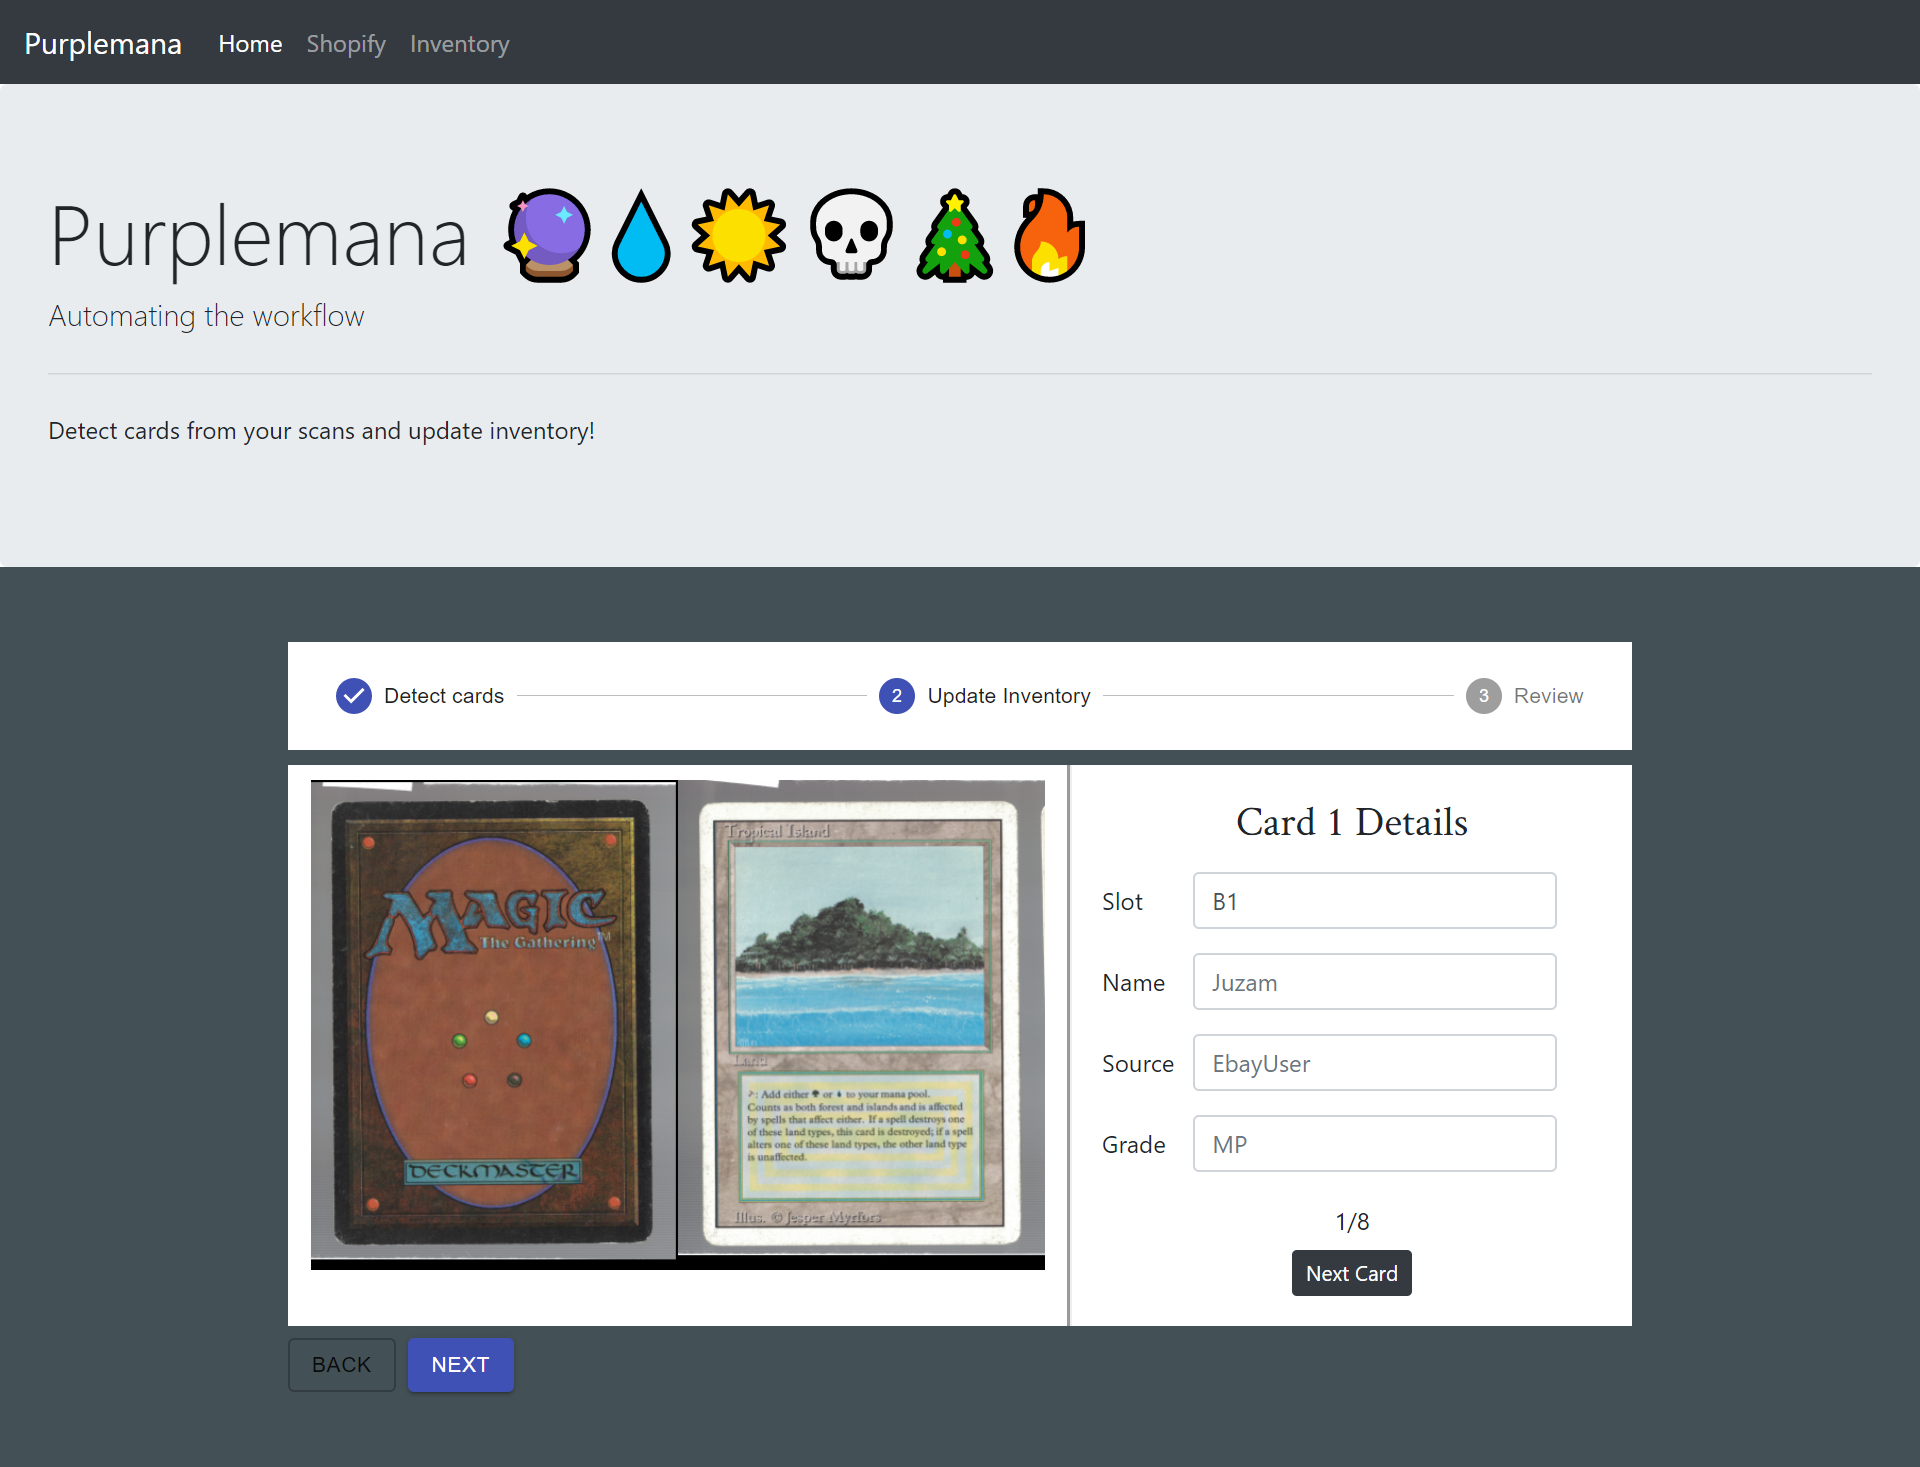 Purplemana Home Shopify Inventory
Purplemana
Automating the workflow
Detect cards from your scans and update inventory!
Detect cards 2 Update Inventory 3 Review
MAGIC
The Gathering™
DECKMASTER
Tropical Island
Land
: Add either or to your mana pool.
Counts as both forest and islands and is affected
by spells that affect either. If a spell destroys one
of these land types, this card is destroyed; if a spell
alters one of these land types, the other land type
is unaffected.
Illus. © Jesper Myrfors
Card 1 Details
Slot B1
Name Juzam
Source EbayUser
Grade MP
1/8
Next Card
BACK NEXT